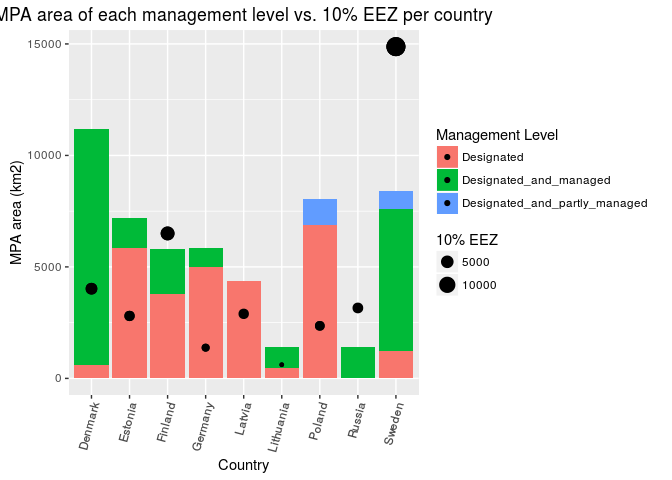 MPA area of each management level vs. 10% EEZ per country
15000
10000
5000
0
MPA area (km2)
Denmark
Estonia
Finland
Germany
Latvia
Lithuania
Poland
Russia
Sweden
Country
Management Level
Designated
Designated_and_managed
Designated_and_partly_managed
10% EEZ
5000
10000